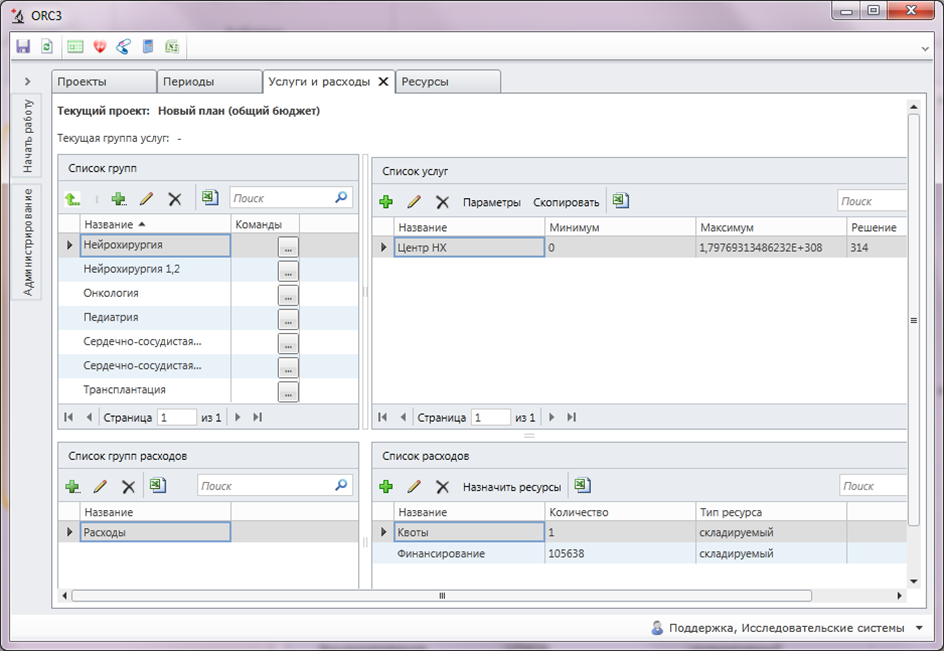 ORC3
Проекты Периоды Услуги и расходы Ресурсы
Начать работу
Администрирование
Текущий проект: Новый план (общий бюджет)
Текущая группа услуг: -
Список групп
Поиск
Название Команды
Нейрохирургия ...
Нейрохирургия 1,2 ...
Онкология ...
Педиатрия ...
Сердечно-сосудистая... ...
Сердечно-сосудистая... ...
Трансплантация ...
Страница 1 из 1
Список услуг
Параметры Скопировать Поиск
Название Минимум Максимум Решение
Центр НХ 0 1,79769313486232E+308 314
Страница 1 из 1
Список групп расходов
Поиск
Название
Расходы
Список расходов
Назначить ресурсы Поиск
Название Количество Тип ресурса
Квоты 1 складируемый
Финансирование 105638 складируемый
Поддержка, Исследовательские системы